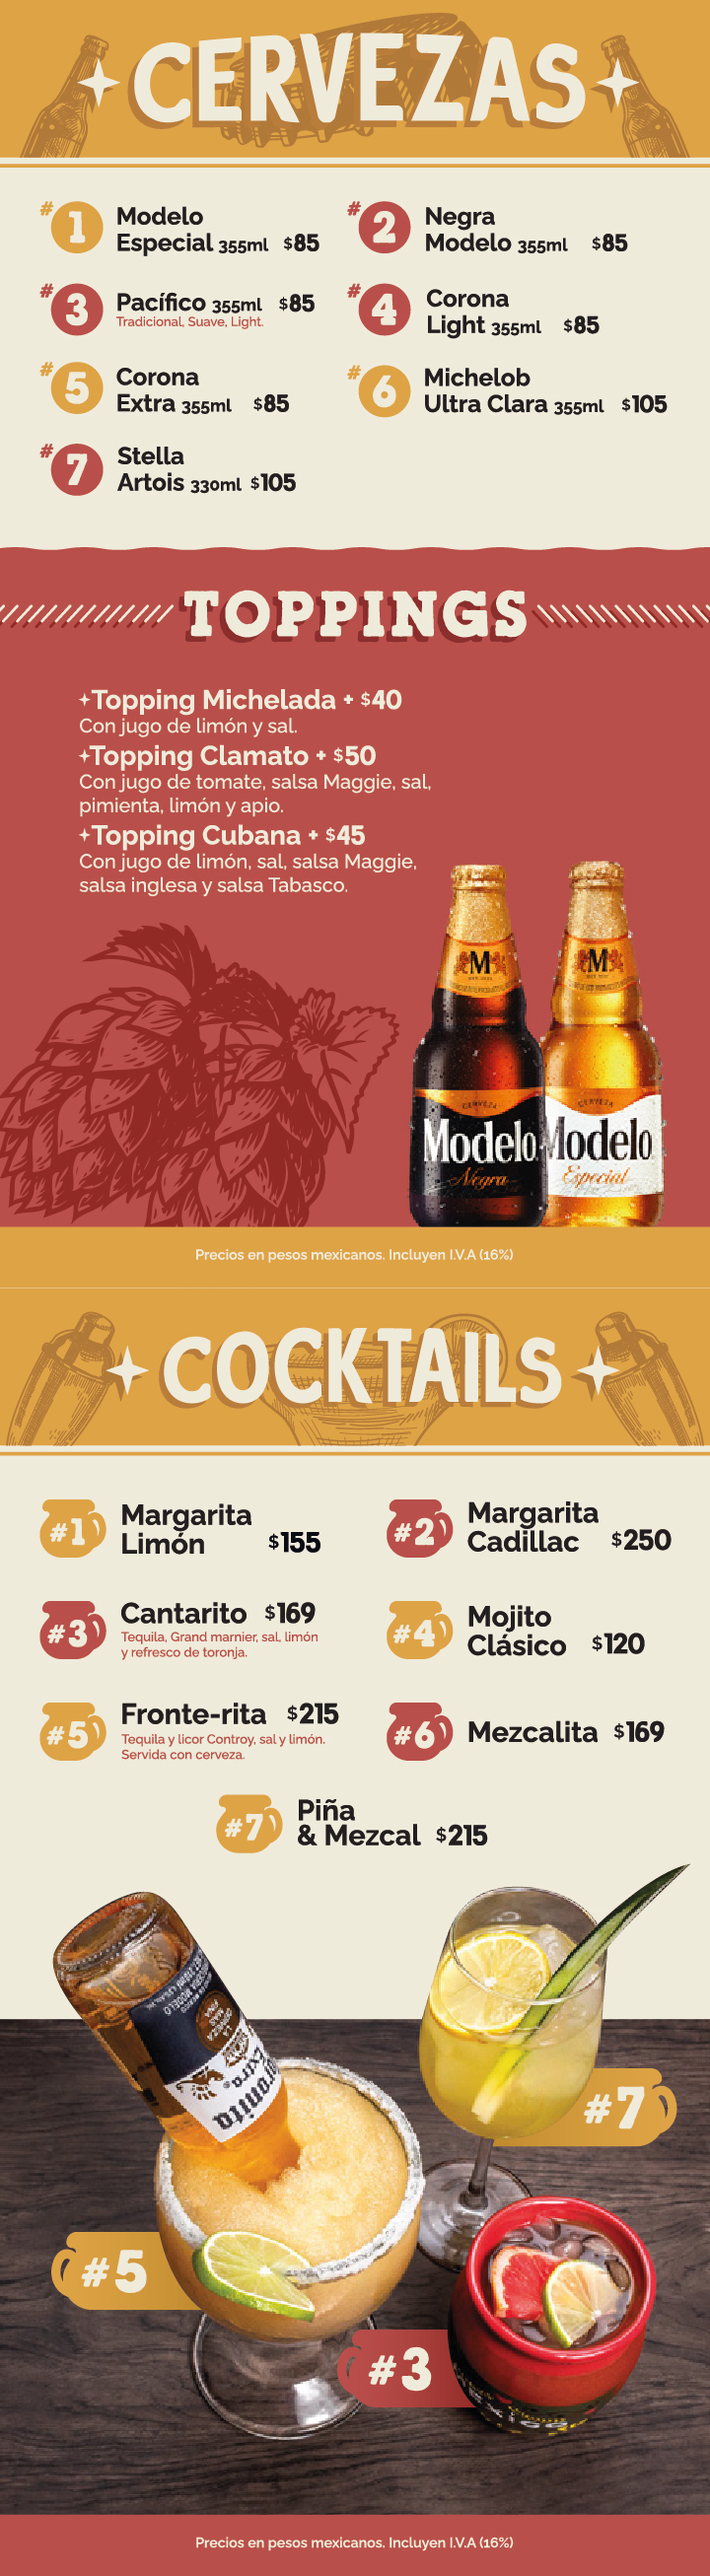 CERVEZAS
#1 Modelo
Especial 355ml $85
#2 Negra
Modelo 355ml $85
#3 Pacífico 355ml $85
Tradicional, Suave, Light.
#4 Corona
Light 355ml $85
#5 Corona
Extra 355ml $85
#6 Michelob
Ultra Clara 355ml $105
#7 Stella
Artois 330ml $105
TOPPINGS
Topping Michelada + $40
Con jugo de limón y sal.
Topping Clamato + $50
Con jugo de tomate, salsa Maggie, sal,
pimienta, limón y apio.
Topping Cubana + $45
Con jugo de limón, sal, salsa Maggie,
salsa inglesa y salsa Tabasco.
M
M
CERVEZA
Modelo
Negra
CERVEZA
Modelo
Especial
Precios en pesos mexicanos. Incluyen I.V.A (16%)
COCKTAILS
#1 Margarita
Limón $155
#2 Margarita
Cadillac $250
#3 Cantarito $169
Tequila, Grand marnier, sal, limón
y refresco de toronja.
#4 Mojito
Clásico $120
#5 Fronte-rita $215
Tequila y licor Controy, sal y limón.
Servida con cerveza.
#6 Mezcalita $169
#7 Piña
& Mezcal $215
LA
CERVEZA
MAS
FINA
Coronita
Extra
#7
#5
#3
Precios en pesos mexicanos. Incluyen I.V.A (16%)